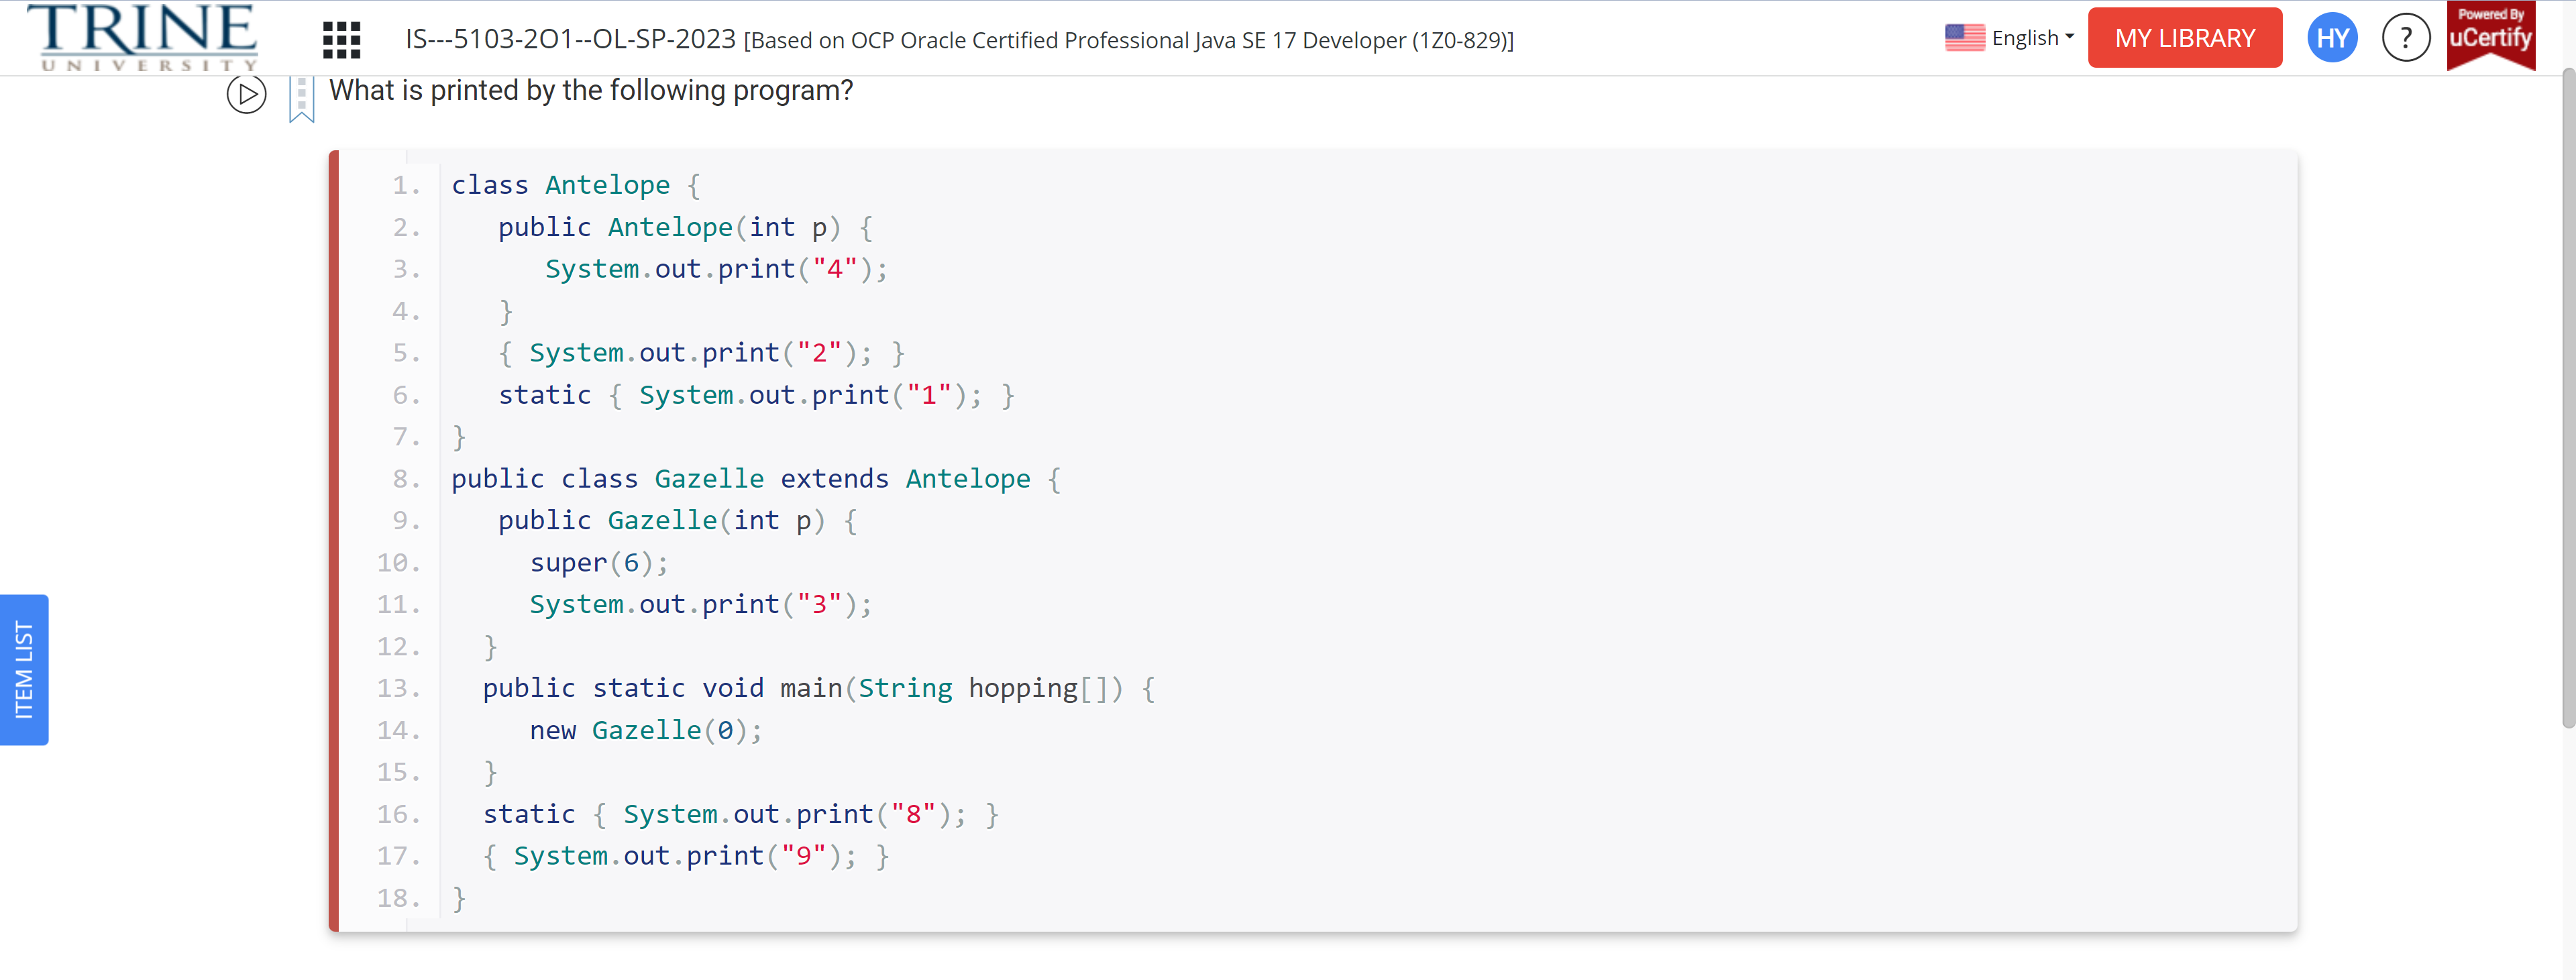 TRINE
UNIVERSITY
IS---5103-2O1--OL-SP-2023 [Based on OCP Oracle Certified Professional Java SE 17 Developer (1Z0-829)]
English
MY LIBRARY
HY
?
Powered By
uCertify
What is printed by the following program?
1. class Antelope {
2.    public Antelope(int p) {
3.       System.out.print("4");
4.    }
5.    { System.out.print("2"); }
6.    static { System.out.print("1"); }
7. }
8. public class Gazelle extends Antelope {
9.    public Gazelle(int p) {
10.      super(6);
11.      System.out.print("3");
12.   }
13.   public static void main(String hopping[]) {
14.      new Gazelle(0);
15.   }
16.   static { System.out.print("8"); }
17.   { System.out.print("9"); }
18. }
ITEM LIST